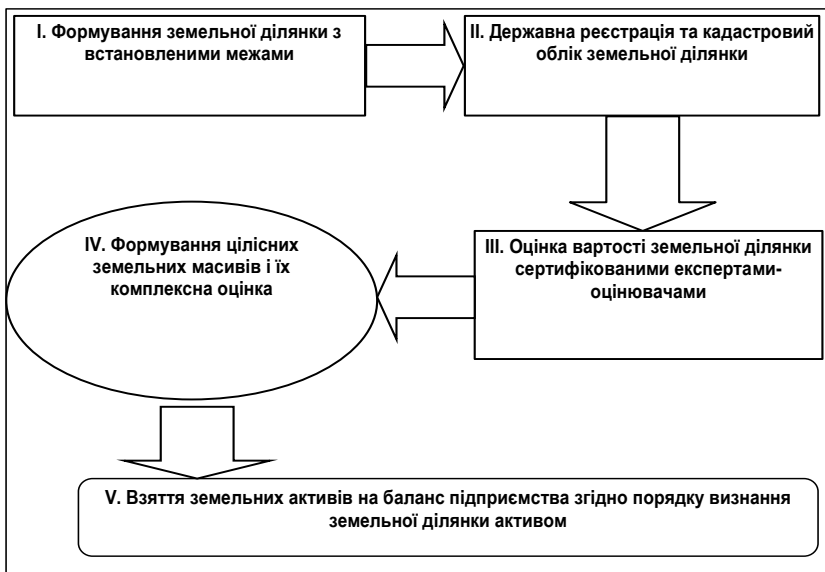 I. Формування земельної ділянки з
встановленими межами
II. Державна реєстрація та кадастровий
облік земельної ділянки
III. Оцінка вартості земельної ділянки
сертифікованими експертами-
оцінювачами
IV. Формування цілісних
земельних масивів і їх
комплексна оцінка
V. Взяття земельних активів на баланс підприємства згідно порядку визнання
земельної ділянки активом